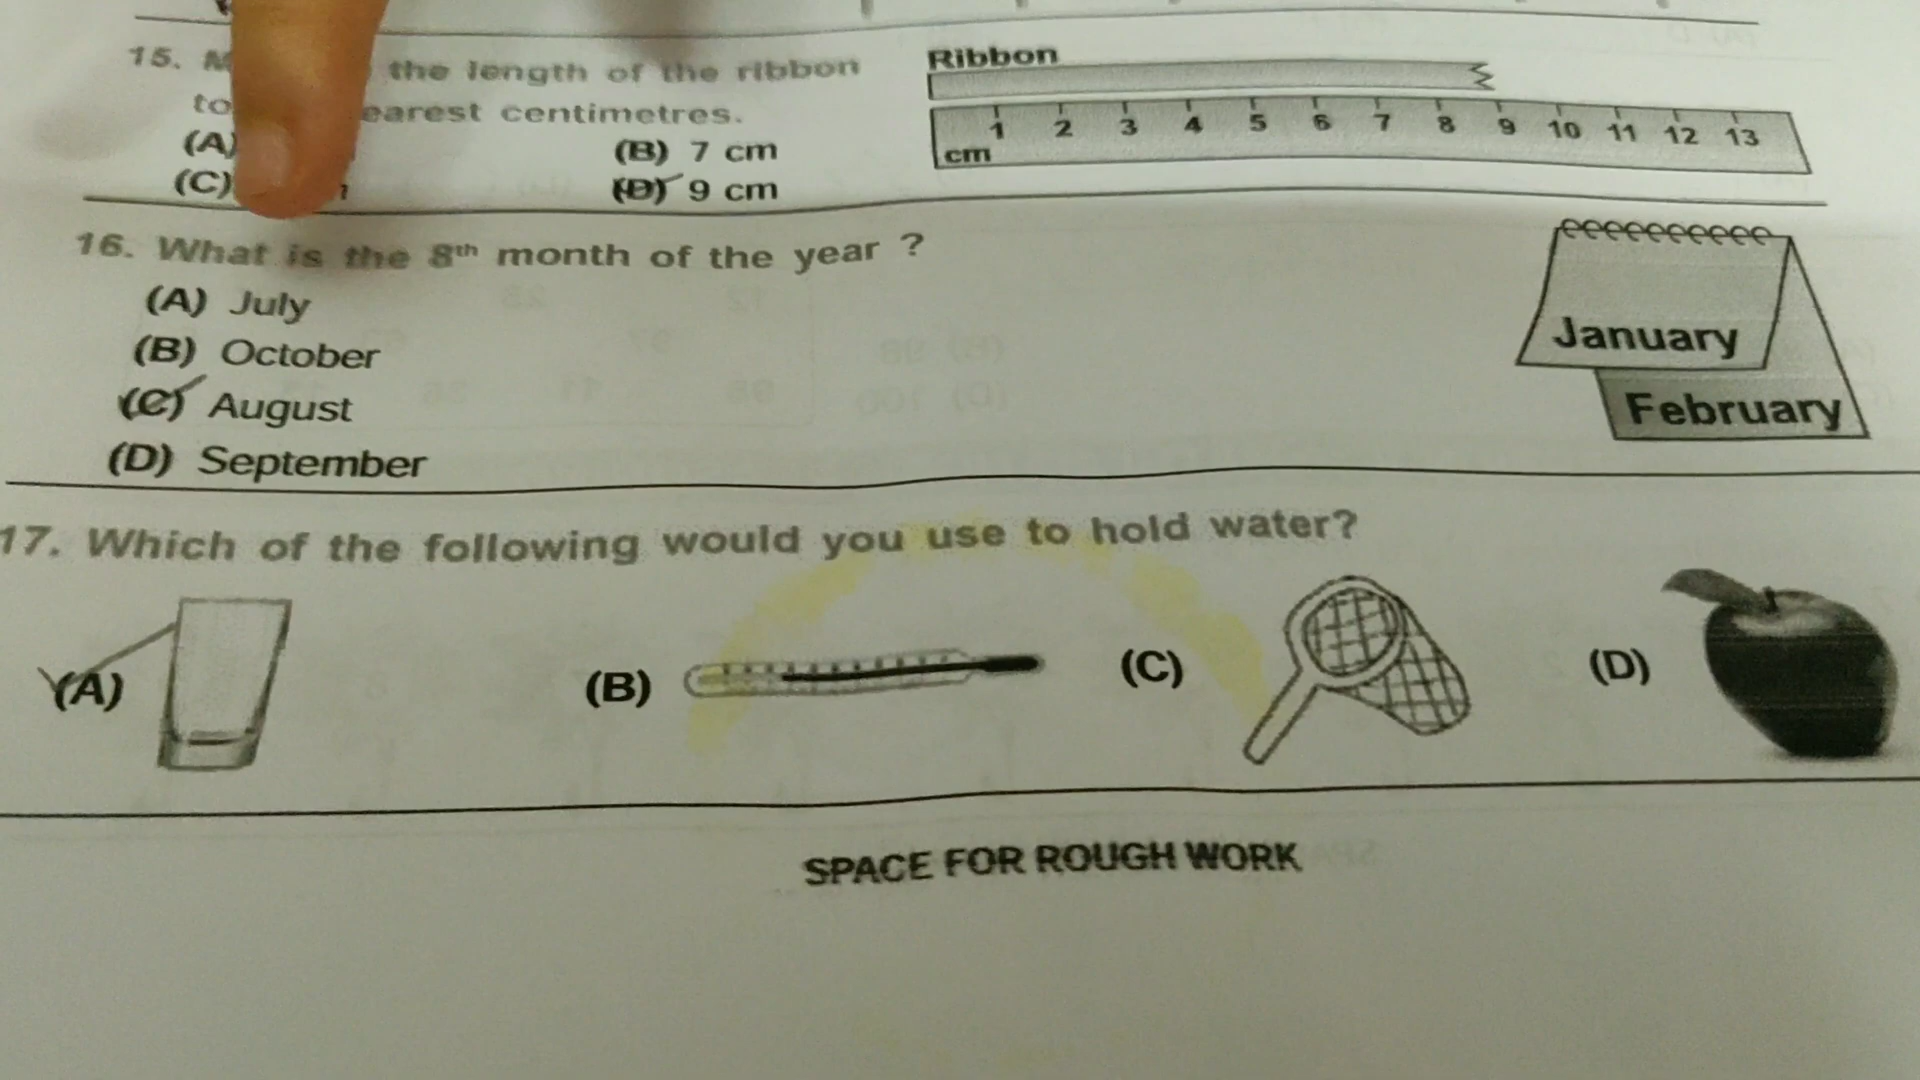 15. the length of the ribbon
to earest centimetres.
(A) (B) 7 cm
(C) (D) 9 cm
Ribbon
1 2 3 4 5 6 7 8 9 10 11 12 13
cm
16. What is the 8th month of the year ?
(A) July
(B) October
(C) August
(D) September
January
February
17. Which of the following would you use to hold water?
(A) (B) (C) (D)
SPACE FOR ROUGH WORK